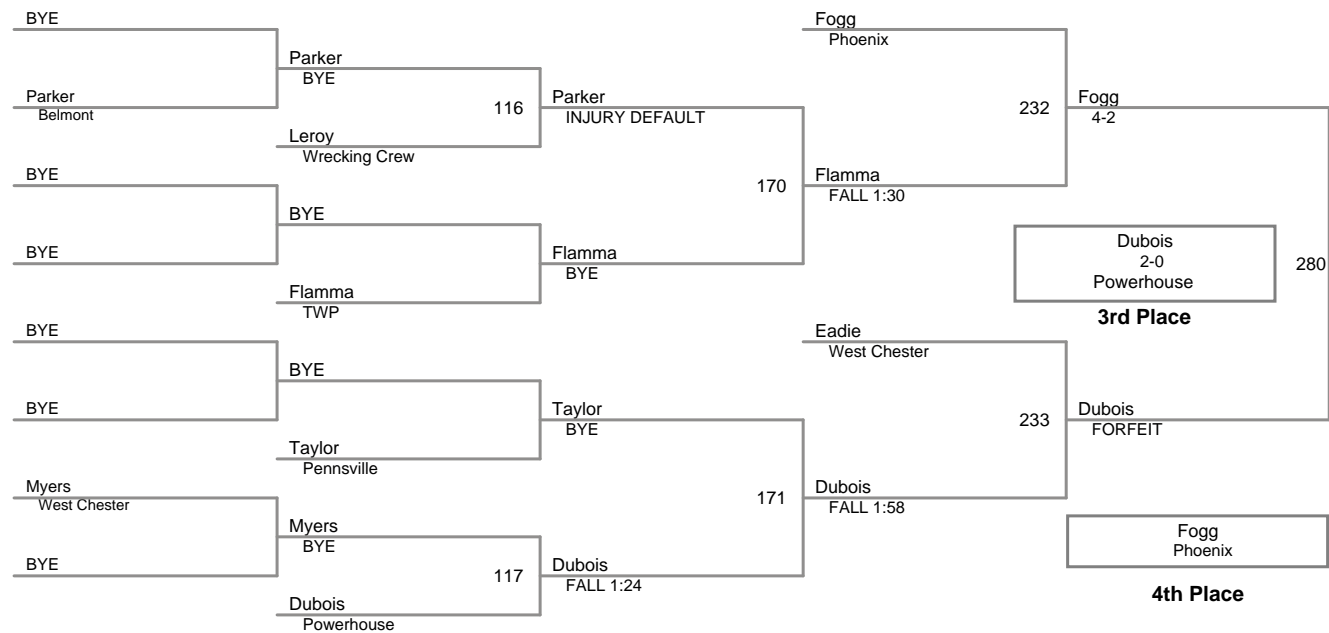 BYE
Fogg
Phoenix
Parker
BYE
Parker
Belmont
116
Parker
INJURY DEFAULT
232
Fogg
4-2
Leroy
Wrecking Crew
BYE
170
Flamma
FALL 1:30
BYE
BYE
Flamma
BYE
Dubois
2-0
Powerhouse
280
Flamma
TWP
3rd Place
BYE
Eadie
West Chester
BYE
BYE
Taylor
BYE
233
Dubois
FORFEIT
Taylor
Pennsville
Myers
West Chester
171
Dubois
FALL 1:58
Myers
BYE
Fogg
Phoenix
BYE
117
Dubois
FALL 1:24
4th Place
Dubois
Powerhouse